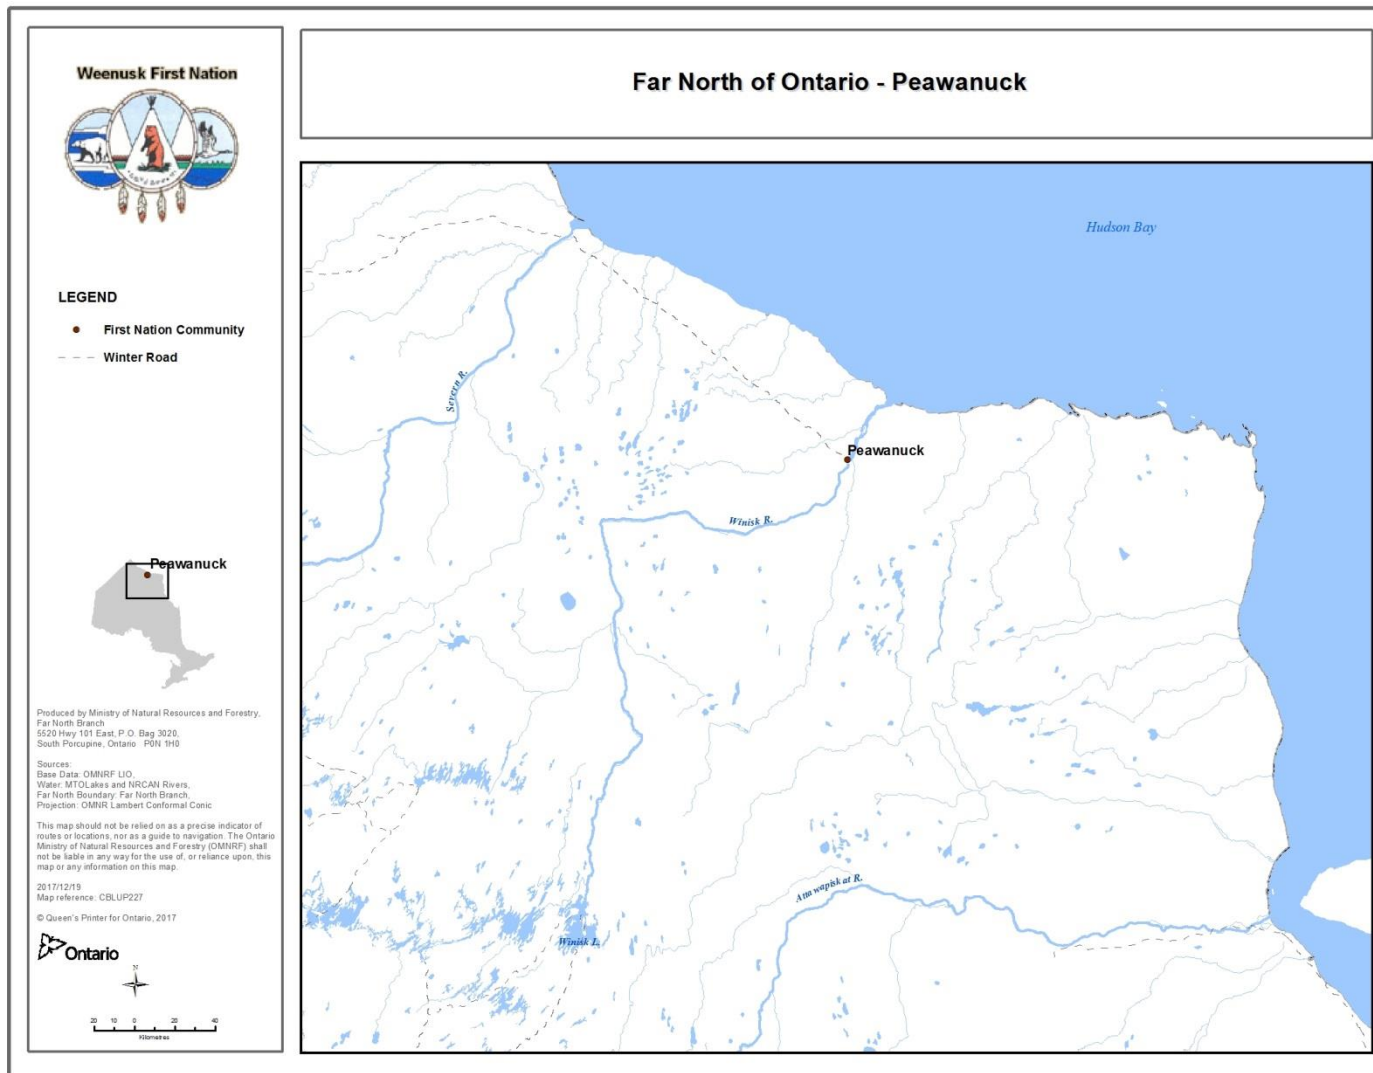 Weenusk First Nation
LEGEND
First Nation Community
Winter Road
Peawanuck
Produced by Ministry of Natural Resources and Forestry,
Far North Branch
5520 Hwy 101 East, P.O. Bag 3020,
South Porcupine, Ontario P0N 1H0
Sources:
Base Data: OMNRF LIO,
Water: MTOLakes and NRCAN Rivers,
Far North Boundary: Far North Branch,
Projection: OMNR Lambert Conformal Conic
This map should not be relied on as a precise indicator of
routes or locations, nor as a guide to navigation. The Ontario
Ministry of Natural Resources and Forestry (OMNRF) shall
not be liable in any way for the use of, or reliance upon, this
map or any information on this map.
2017/12/19
Map reference: CBLUP227
© Queen's Printer for Ontario, 2017
Ontario
N
20 10 0 20 40
Kilometres
Far North of Ontario - Peawanuck
Hudson Bay
Severn R.
Peawanuck
Winisk R.
Attawapiskat R.
Winisk L.